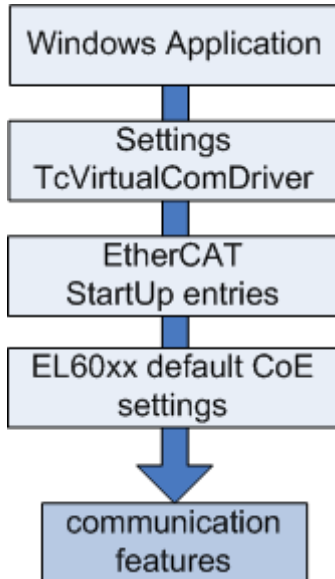 Windows Application
Settings
TcVirtualComDriver
EtherCAT
StartUp entries
EL60xx default CoE
settings
communication
features